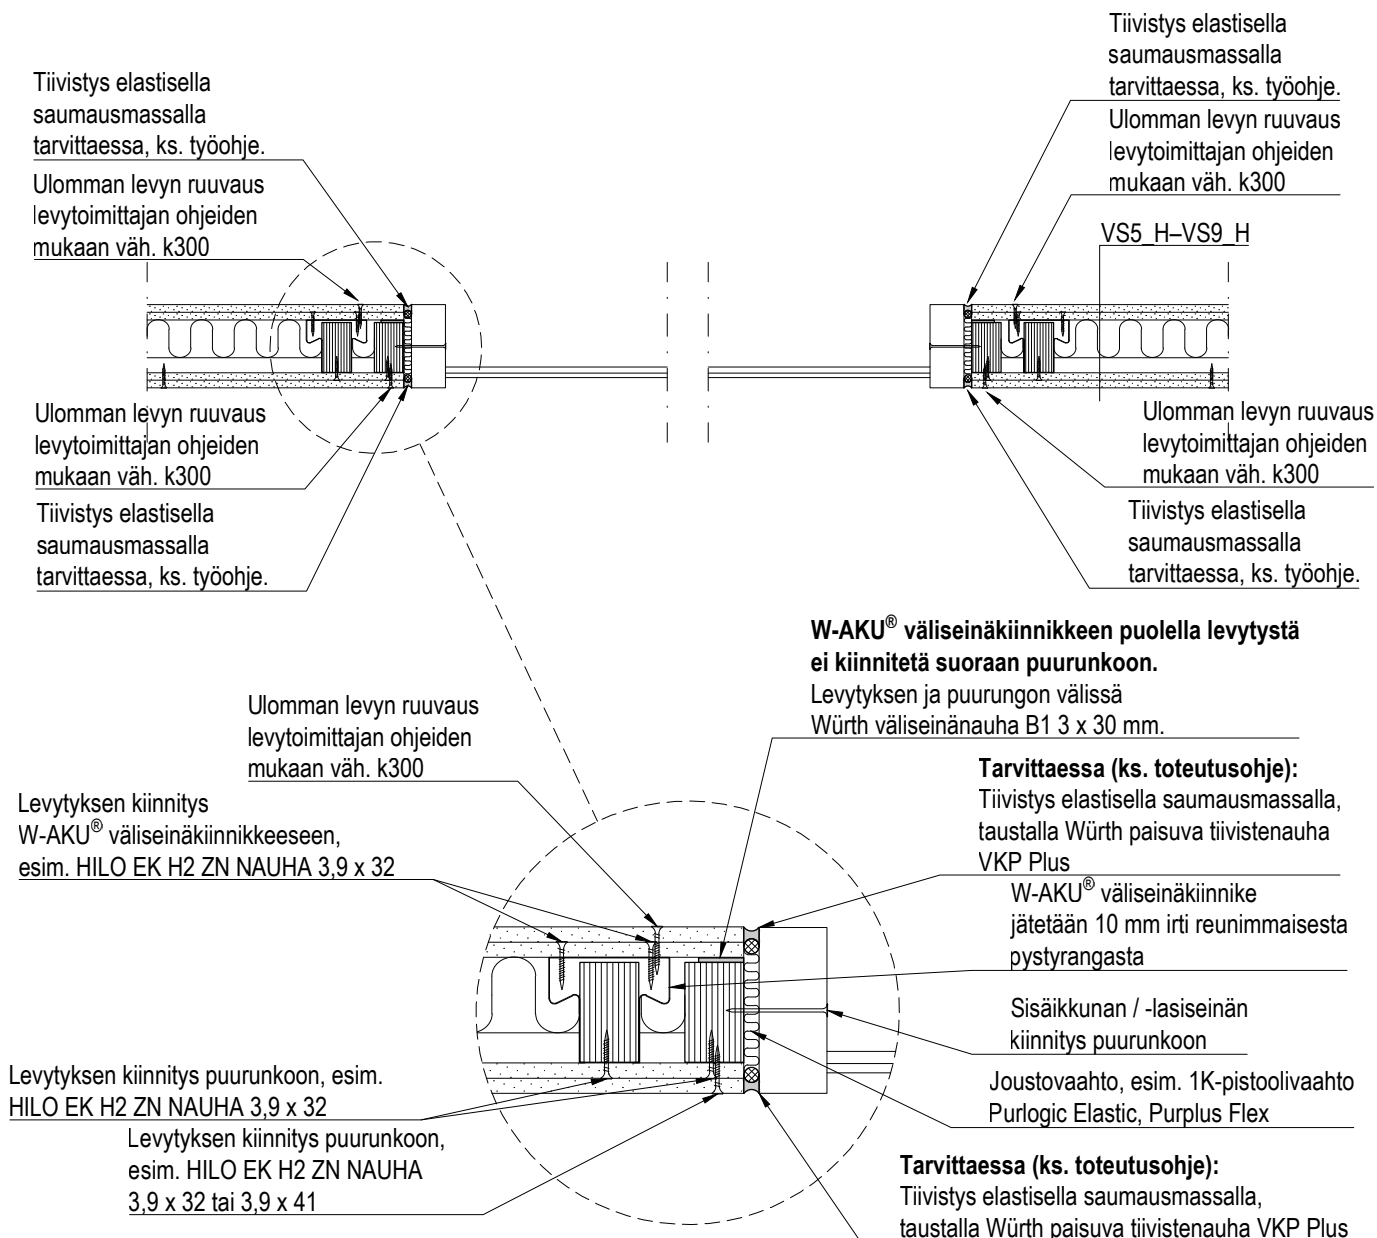 Tiivistys elastisella
saumausmassalla
tarvittaessa, ks. työohje.
Ulomman levyn ruuvaus
levytoimittajan ohjeiden
mukaan väh. k300
Tiivistys elastisella
saumausmassalla
tarvittaessa, ks. työohje.
Ulomman levyn ruuvaus
levytoimittajan ohjeiden
mukaan väh. k300
VS5_H–VS9_H
Ulomman levyn ruuvaus
levytoimittajan ohjeiden
mukaan väh. k300
Tiivistys elastisella
saumausmassalla
tarvittaessa, ks. työohje.
Ulomman levyn ruuvaus
levytoimittajan ohjeiden
mukaan väh. k300
Tiivistys elastisella
saumausmassalla
tarvittaessa, ks. työohje.
W-AKU® väliseinäkiinnikkeen puolella levytystä
ei kiinnitetä suoraan puurunkoon.
Levytyksen ja puurungon välissä
Würth väliseinänauha B1 3 x 30 mm.
Ulomman levyn ruuvaus
levytoimittajan ohjeiden
mukaan väh. k300
Levytyksen kiinnitys
W-AKU® väliseinäkiinnikkeeseen,
esim. HILO EK H2 ZN NAUHA 3,9 x 32
Tarvittaessa (ks. toteutusohje):
Tiivistys elastisella saumausmassalla,
taustalla Würth paisuva tiivistenauha
VKP Plus
W-AKU® väliseinäkiinnike
jätetään 10 mm irti reunimmaisesta
pystyrangasta
Sisäikkunan / -lasiseinän
kiinnitys puurunkoon
Joustovaahto, esim. 1K-pistoolivaahto
Purlogic Elastic, Purplus Flex
Levytyksen kiinnitys puurunkoon, esim.
HILO EK H2 ZN NAUHA 3,9 x 32
Levytyksen kiinnitys puurunkoon,
esim. HILO EK H2 ZN NAUHA
3,9 x 32 tai 3,9 x 41
Tarvittaessa (ks. toteutusohje):
Tiivistys elastisella saumausmassalla,
taustalla Würth paisuva tiivistenauha VKP Plus